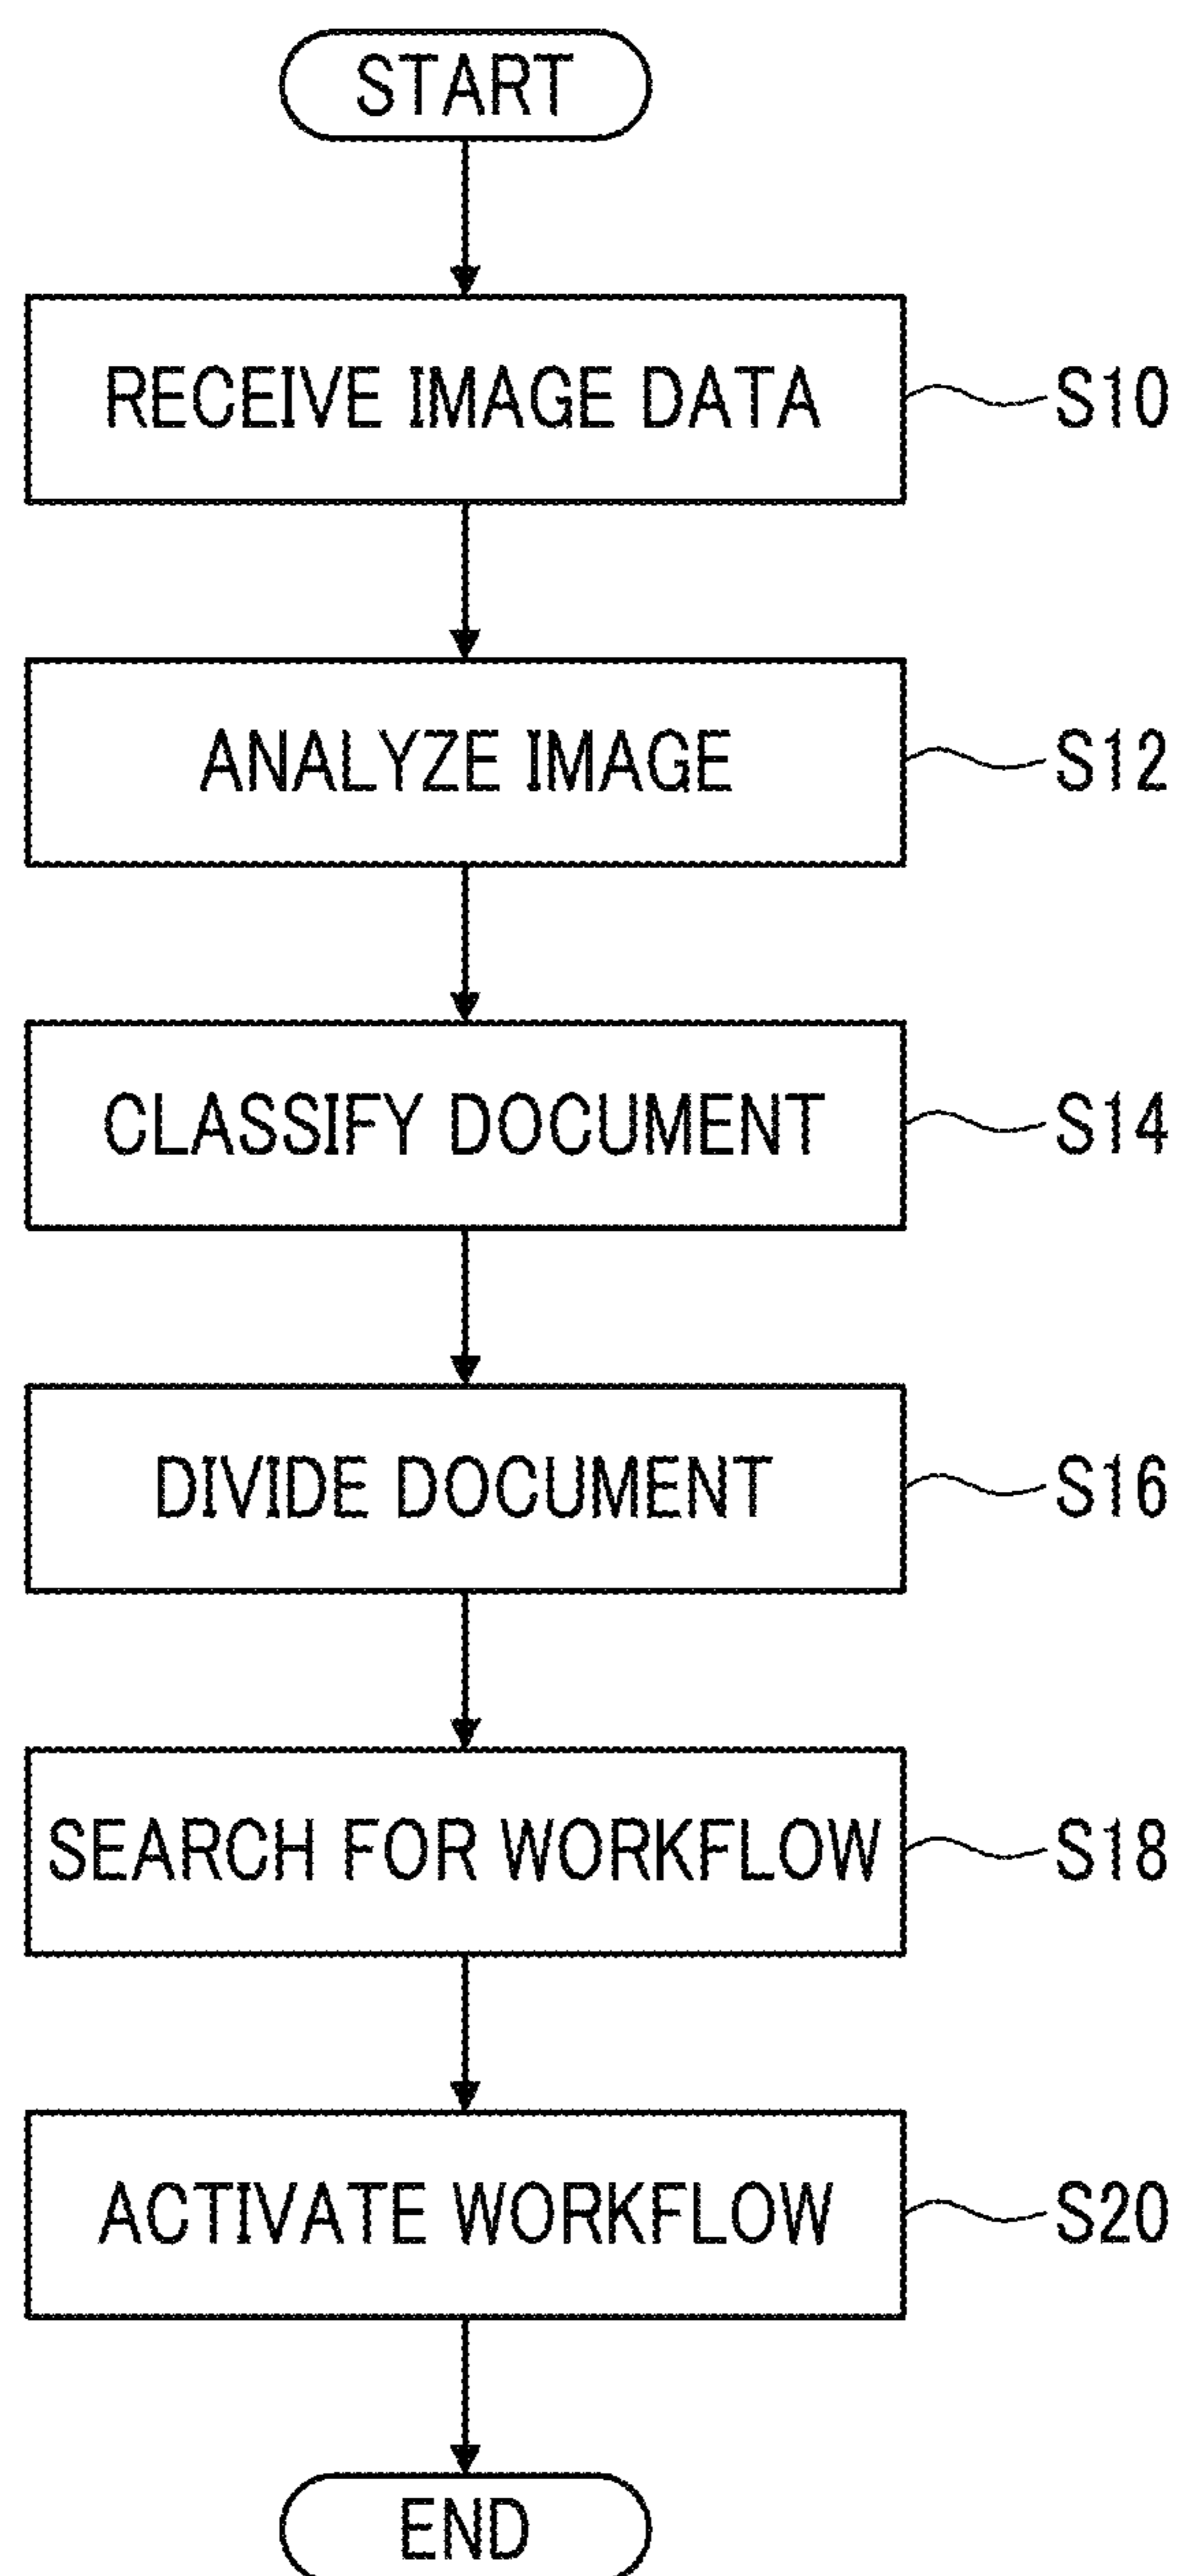 START
RECEIVE IMAGE DATA S10
ANALYZE IMAGE S12
CLASSIFY DOCUMENT S14
DIVIDE DOCUMENT S16
SEARCH FOR WORKFLOW S18
ACTIVATE WORKFLOW S20
END